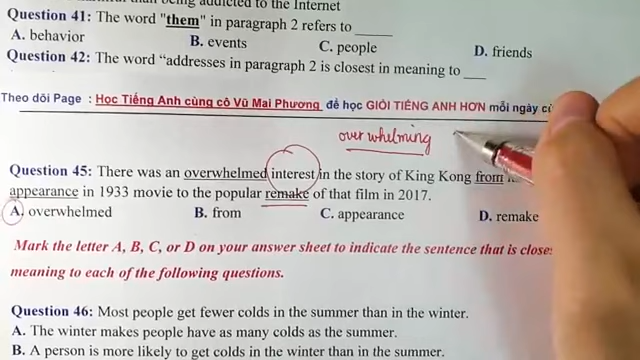 being addicted to the Internet
Question 41: The word "them" in paragraph 2 refers to _____
A. behavior B. events C. people D. friends
Question 42: The word “addresses in paragraph 2 is closest in meaning to ___
Theo dõi Page : Học Tiếng Anh cùng cô Vũ Mai Phương để học GIỎI TIẾNG ANH HƠN mỗi ngày
overwhelming
Question 45: There was an overwhelmed interest in the story of King Kong from
appearance in 1933 movie to the popular remake of that film in 2017.
A. overwhelmed B. from C. appearance D. remake
Mark the letter A, B, C, or D on your answer sheet to indicate the sentence that is
meaning to each of the following questions.
Question 46: Most people get fewer colds in the summer than in the winter.
A. The winter makes people have as many colds as the summer.
B. A person is more likely to get colds in the winter than in the summer.